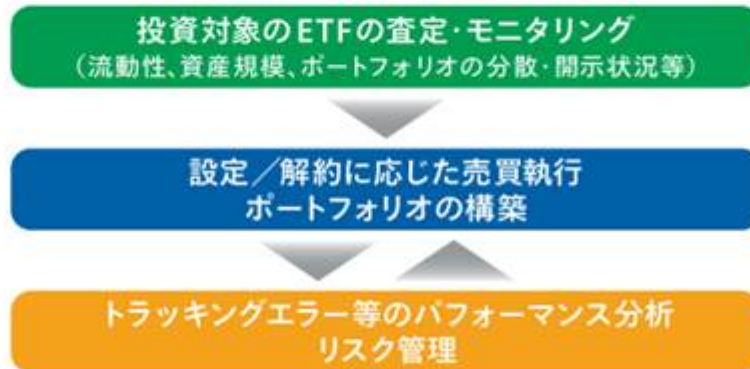 投資対象のETFの査定・モニタリング
（流動性、資産規模、ポートフォリオの分散・開示状況等）
設定／解約に応じた売買執行
ポートフォリオの構築
トラッキングエラー等のパフォーマンス分析
リスク管理